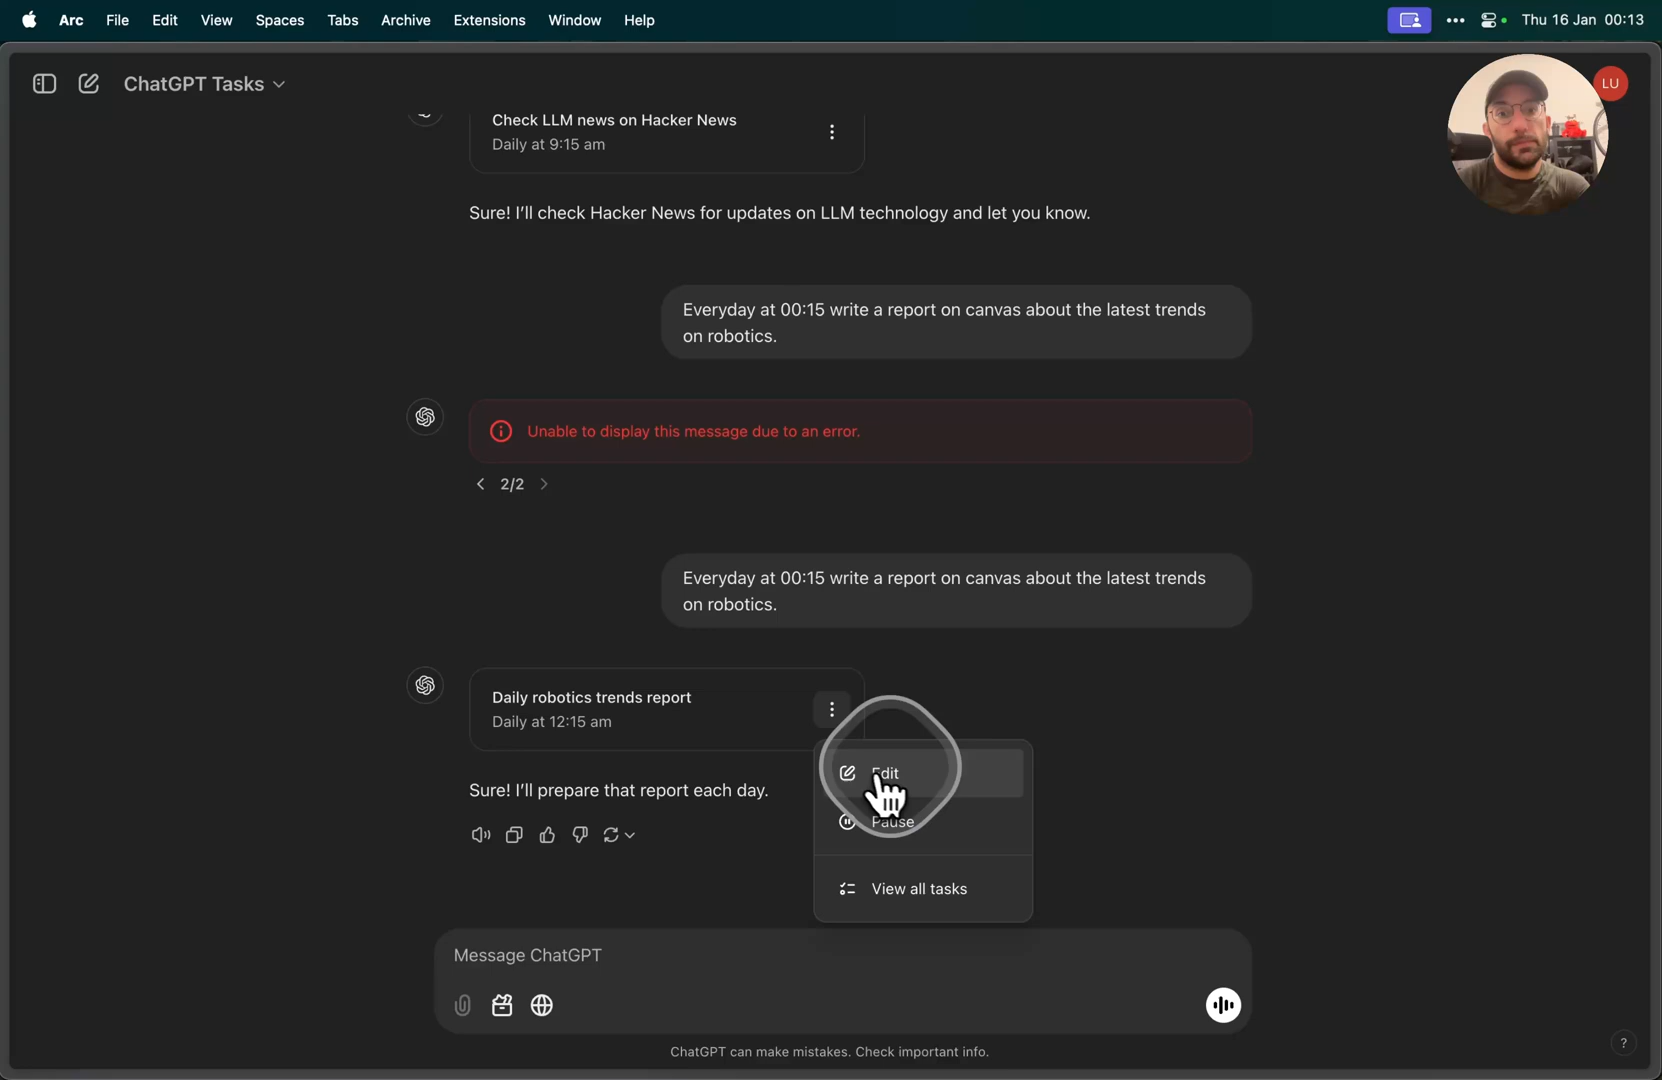 Arc File Edit View Spaces Tabs Archive Extensions Window Help Thu 16 Jan 00:13
ChatGPT Tasks
LU
Check LLM news on Hacker News
Daily at 9:15 am
Sure! I'll check Hacker News for updates on LLM technology and let you know.
Everyday at 00:15 write a report on canvas about the latest trends
on robotics.
Unable to display this message due to an error.
2/2
Everyday at 00:15 write a report on canvas about the latest trends
on robotics.
Daily robotics trends report
Daily at 12:15 am
Edit
Sure! I'll prepare that report each day.
Pause
View all tasks
Message ChatGPT
ChatGPT can make mistakes. Check important info.
?